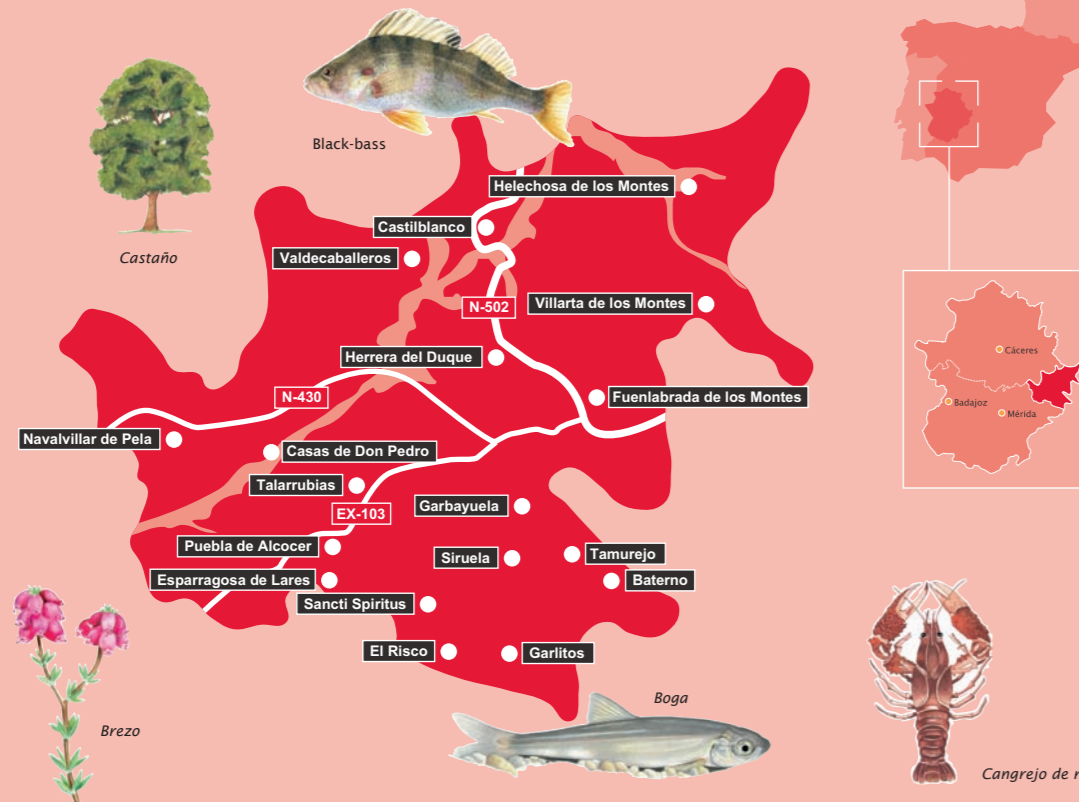 Black-bass
Castaño
Helechosa de los Montes
Castilblanco
Valdecaballeros
N-502
Villarta de los Montes
Herrera del Duque
N-430
Fuenlabrada de los Montes
Navalvillar de Pela
Casas de Don Pedro
Talarrubias
EX-103
Garbayuela
Puebla de Alcocer
Siruela
Tamurejo
Esparragosa de Lares
Baterno
Sancti Spiritus
El Risco
Garlitos
Cáceres
Badajoz
Mérida
Brezo
Boga
Cangrejo de